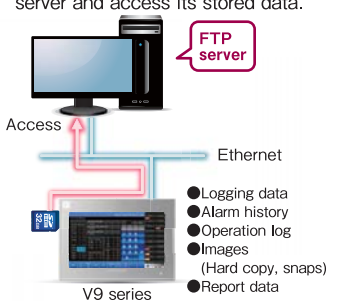 server and access its stored data.
FTP
server
Access
Ethernet
32GB
●Logging data
●Alarm history
●Operation log
●Images
(Hard copy, snaps)
●Report data
V9 series